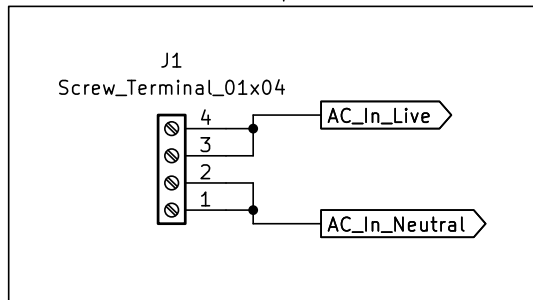 J1
Screw_Terminal_01x04
4
AC_In_Live
3
2
1
AC_In_Neutral